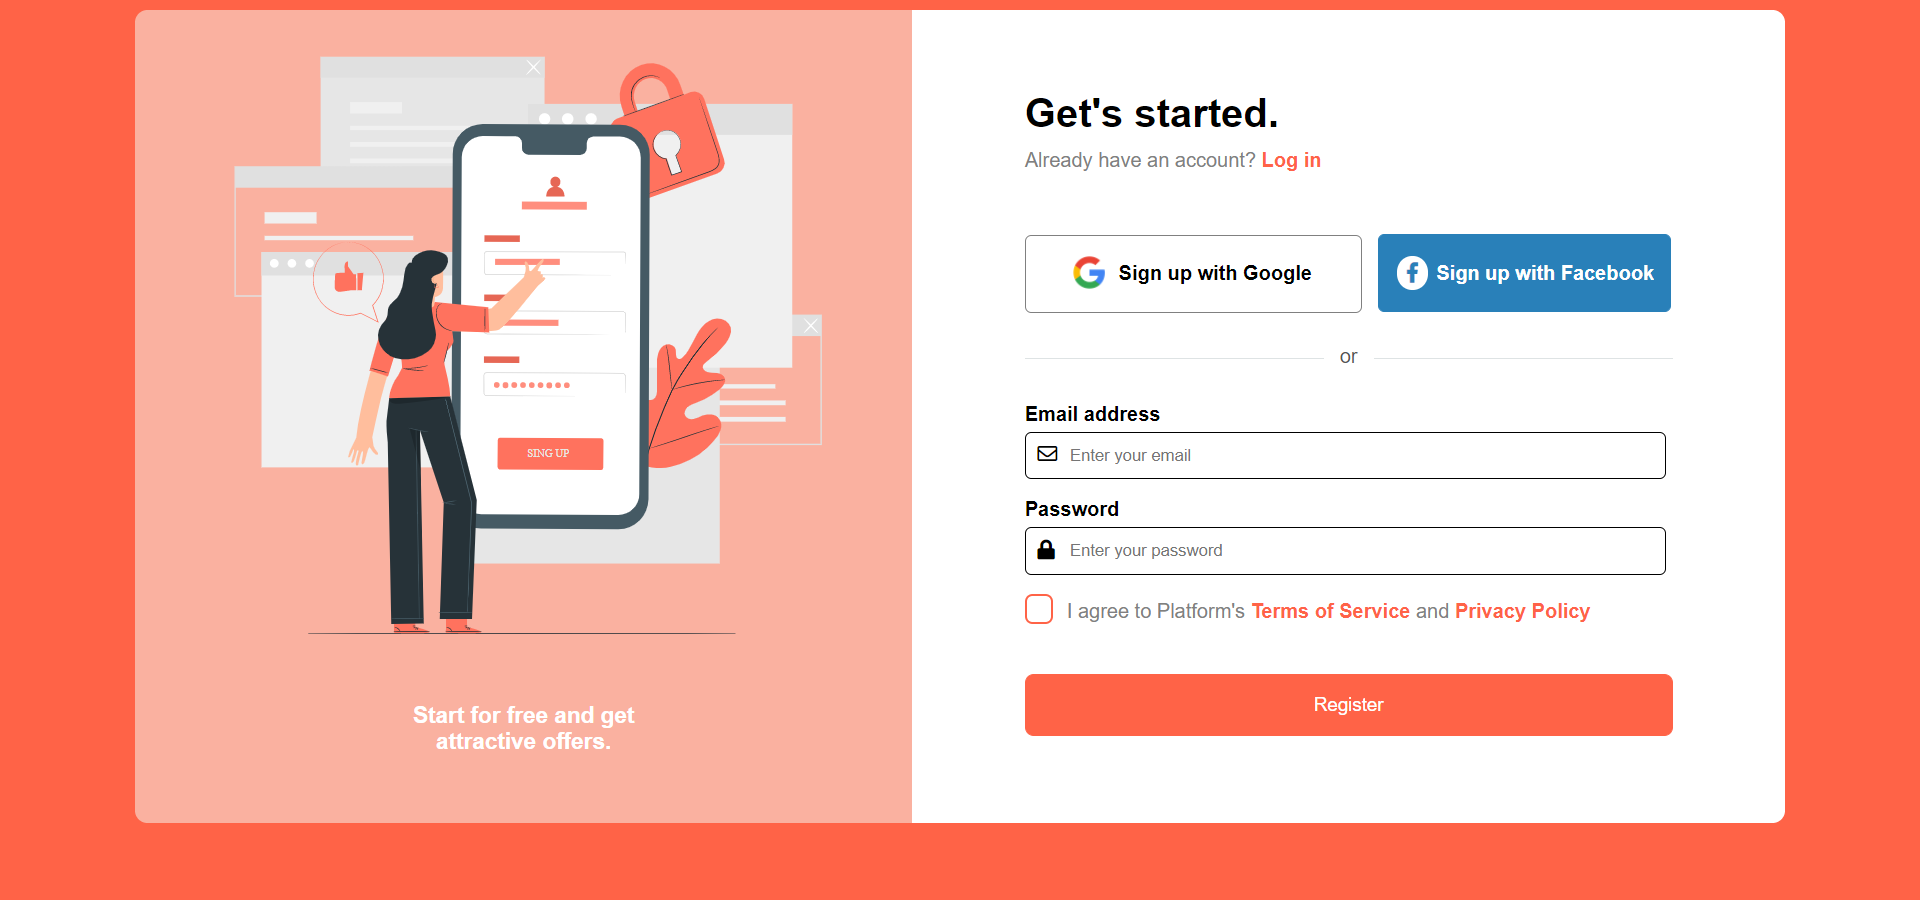 SING UP
Start for free and get
attractive offers.
Get's started.
Already have an account? Log in
Sign up with Google
Sign up with Facebook
or
Email address
Enter your email
Password
Enter your password
I agree to Platform's Terms of Service and Privacy Policy
Register